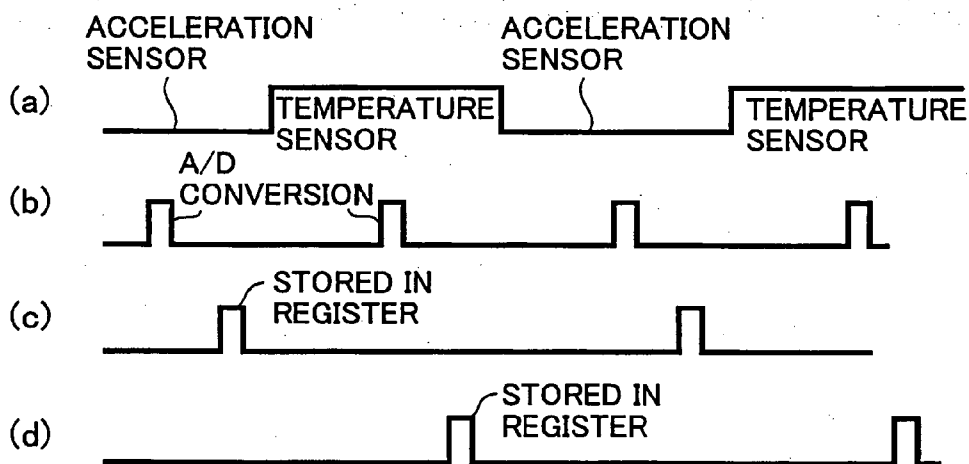 ACCELERATION
SENSOR
ACCELERATION
SENSOR
(a)
TEMPERATURE
SENSOR
TEMPERATURE
SENSOR
A/D
CONVERSION
(b)
STORED IN
REGISTER
(c)
STORED IN
REGISTER
(d)